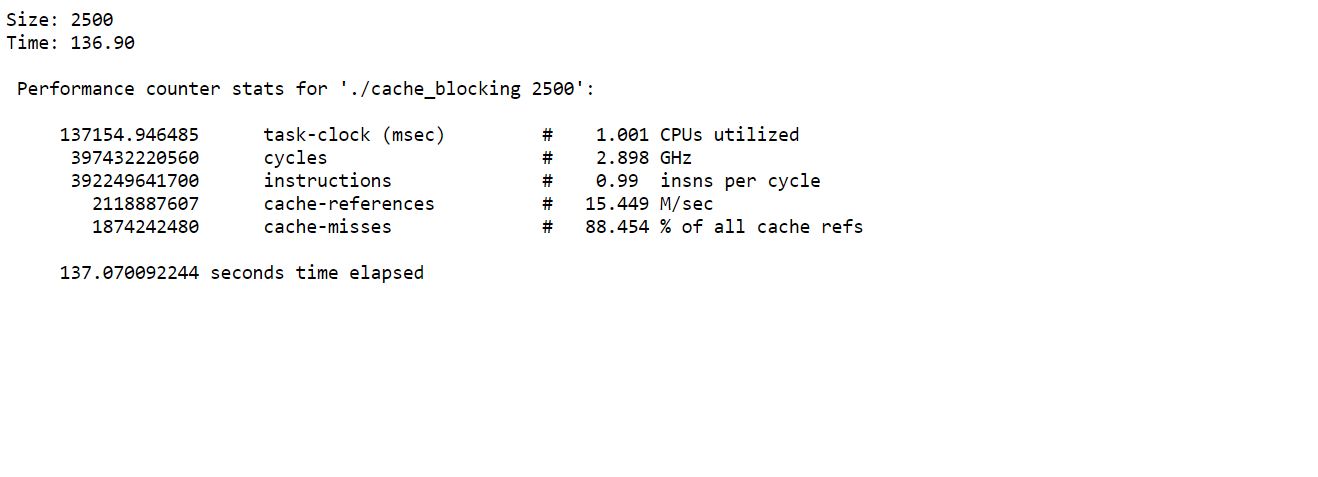 Size: 2500
Time: 136.90
Performance counter stats for './cache_blocking 2500':
137154.946485 task-clock (msec) # 1.001 CPUs utilized
397432220560 cycles # 2.898 GHz
392249641700 instructions # 0.99 insns per cycle
2118887607 cache-references # 15.449 M/sec
1874242480 cache-misses # 88.454 % of all cache refs
137.070092244 seconds time elapsed